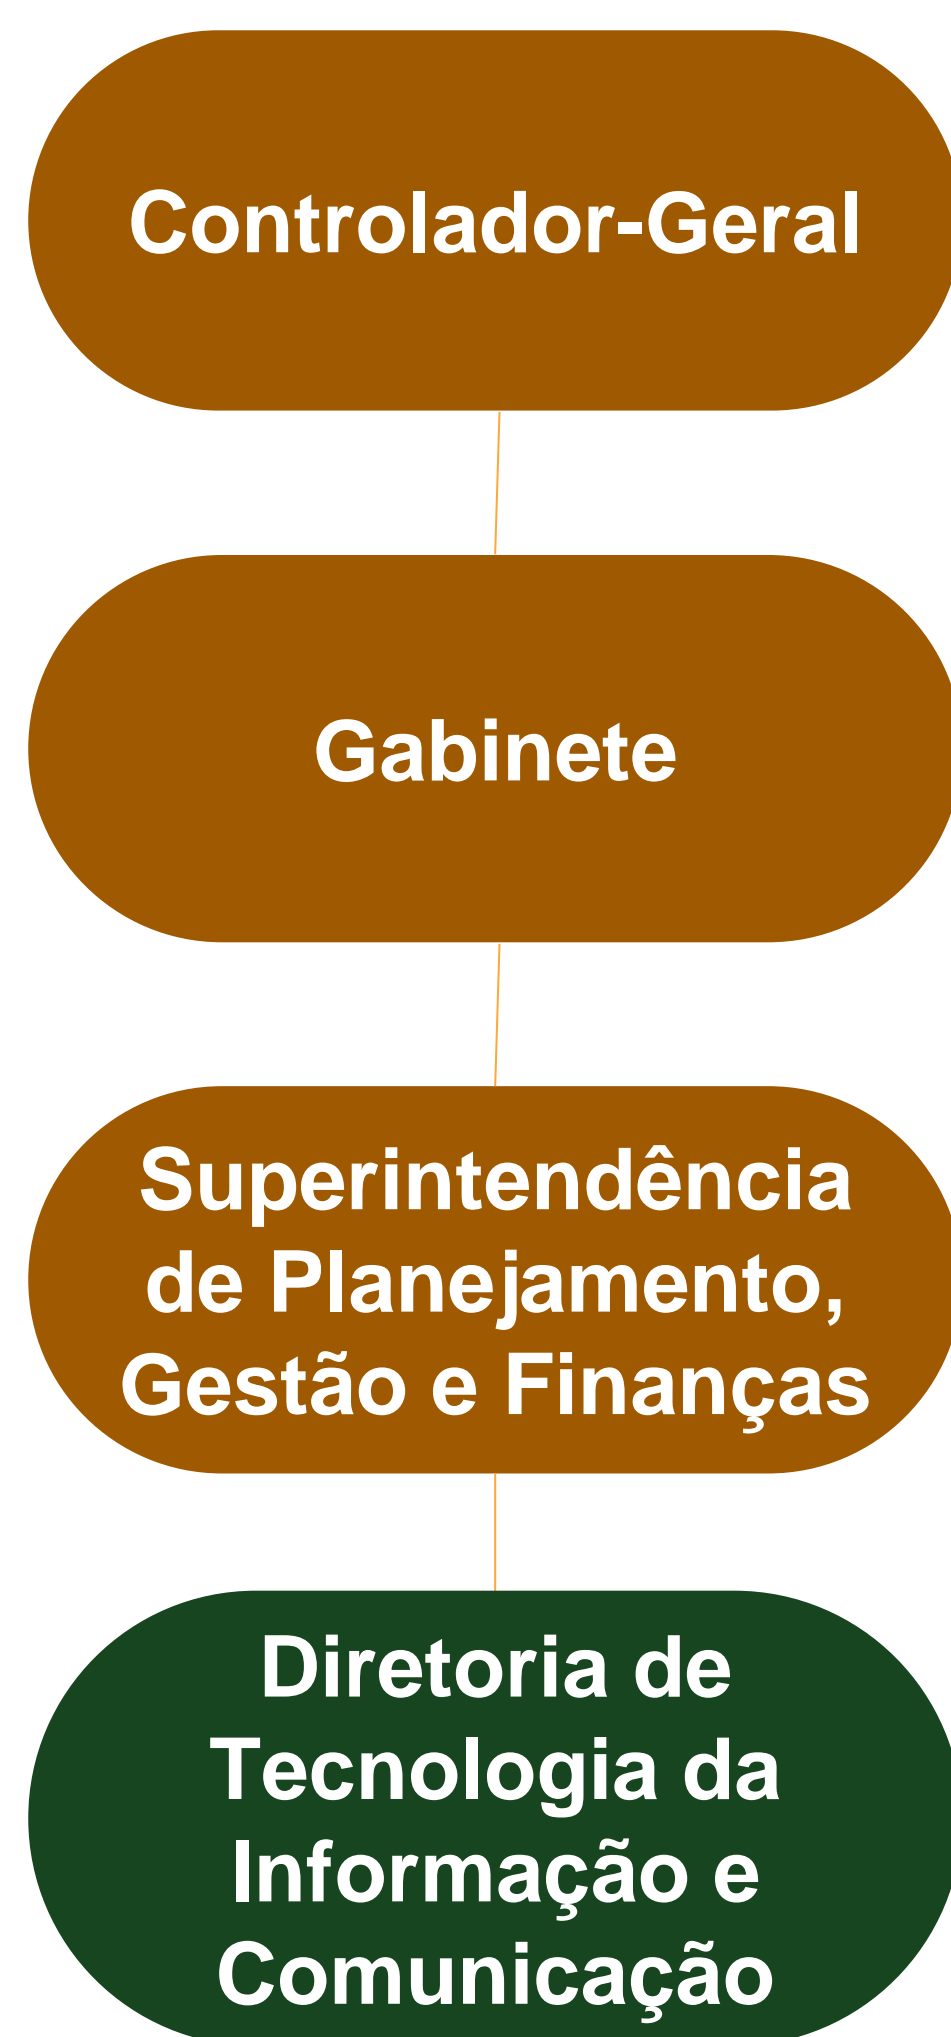 Controlador-Geral
Gabinete
Superintendência
de Planejamento,
Gestão e Finanças
Diretoria de
Tecnologia da
Informação e
Comunicação